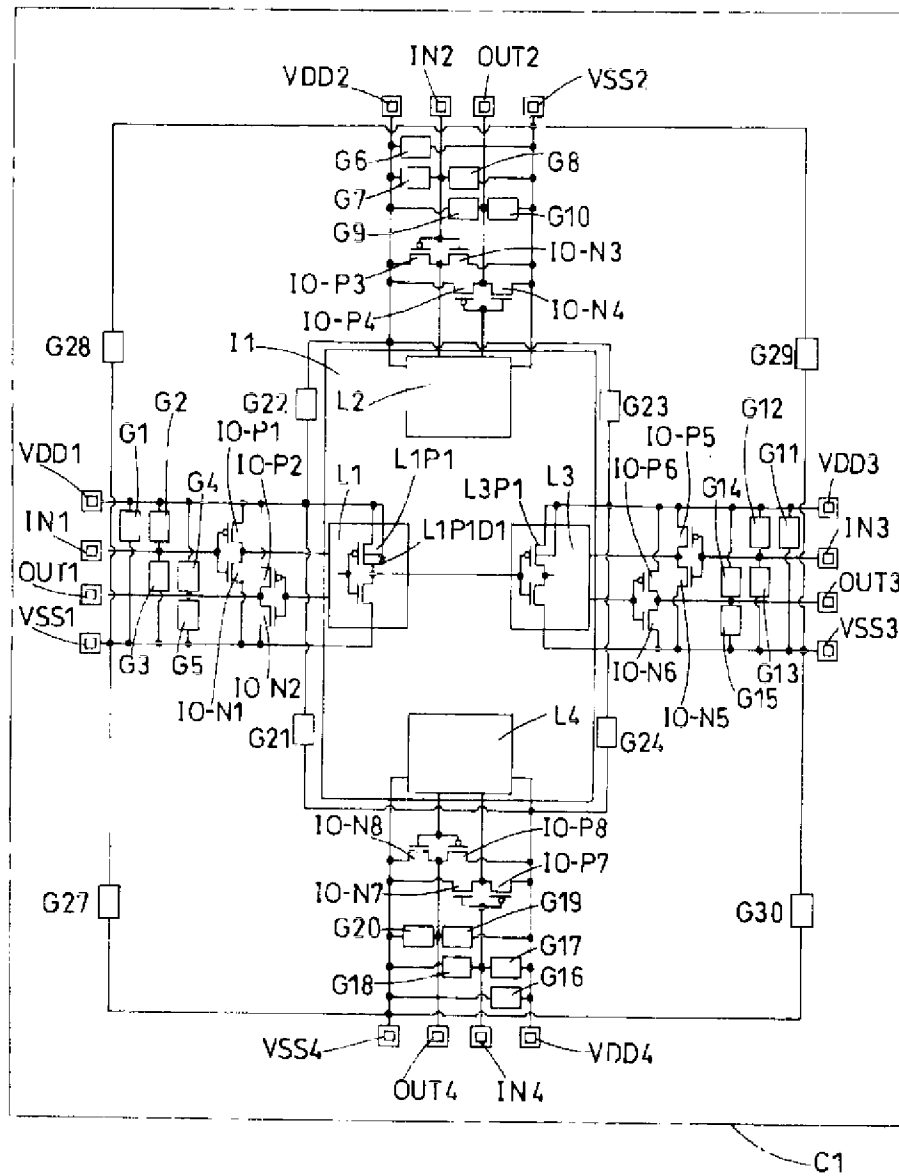 IN2 OUT2
VDD2 VSS2
G6 G8
G7
G9 G10
IO-P3 IO-N3
IO-P4 IO-N4
G28 I1 G29
L2
G22 G23
G2 IO-P1 IO-P5 G12
G1 IO-P2 IO-P6 G11
VDD1 G4 L1 L1P1 L3P1 L3 G14 VDD3
IN1 L1P1D1 IN3
OUT1 OUT3
VSS1 VSS3
G3 G5 IO N2 IO-N6 G13
IO-N1 IO-N5 G15
G21 L4 G24
IO-N8 IO-P8
IO-N7 IO-P7
G27 G20 G19 G30
G18 G17
G16
VSS4 VDD4
OUT4 IN4
C1